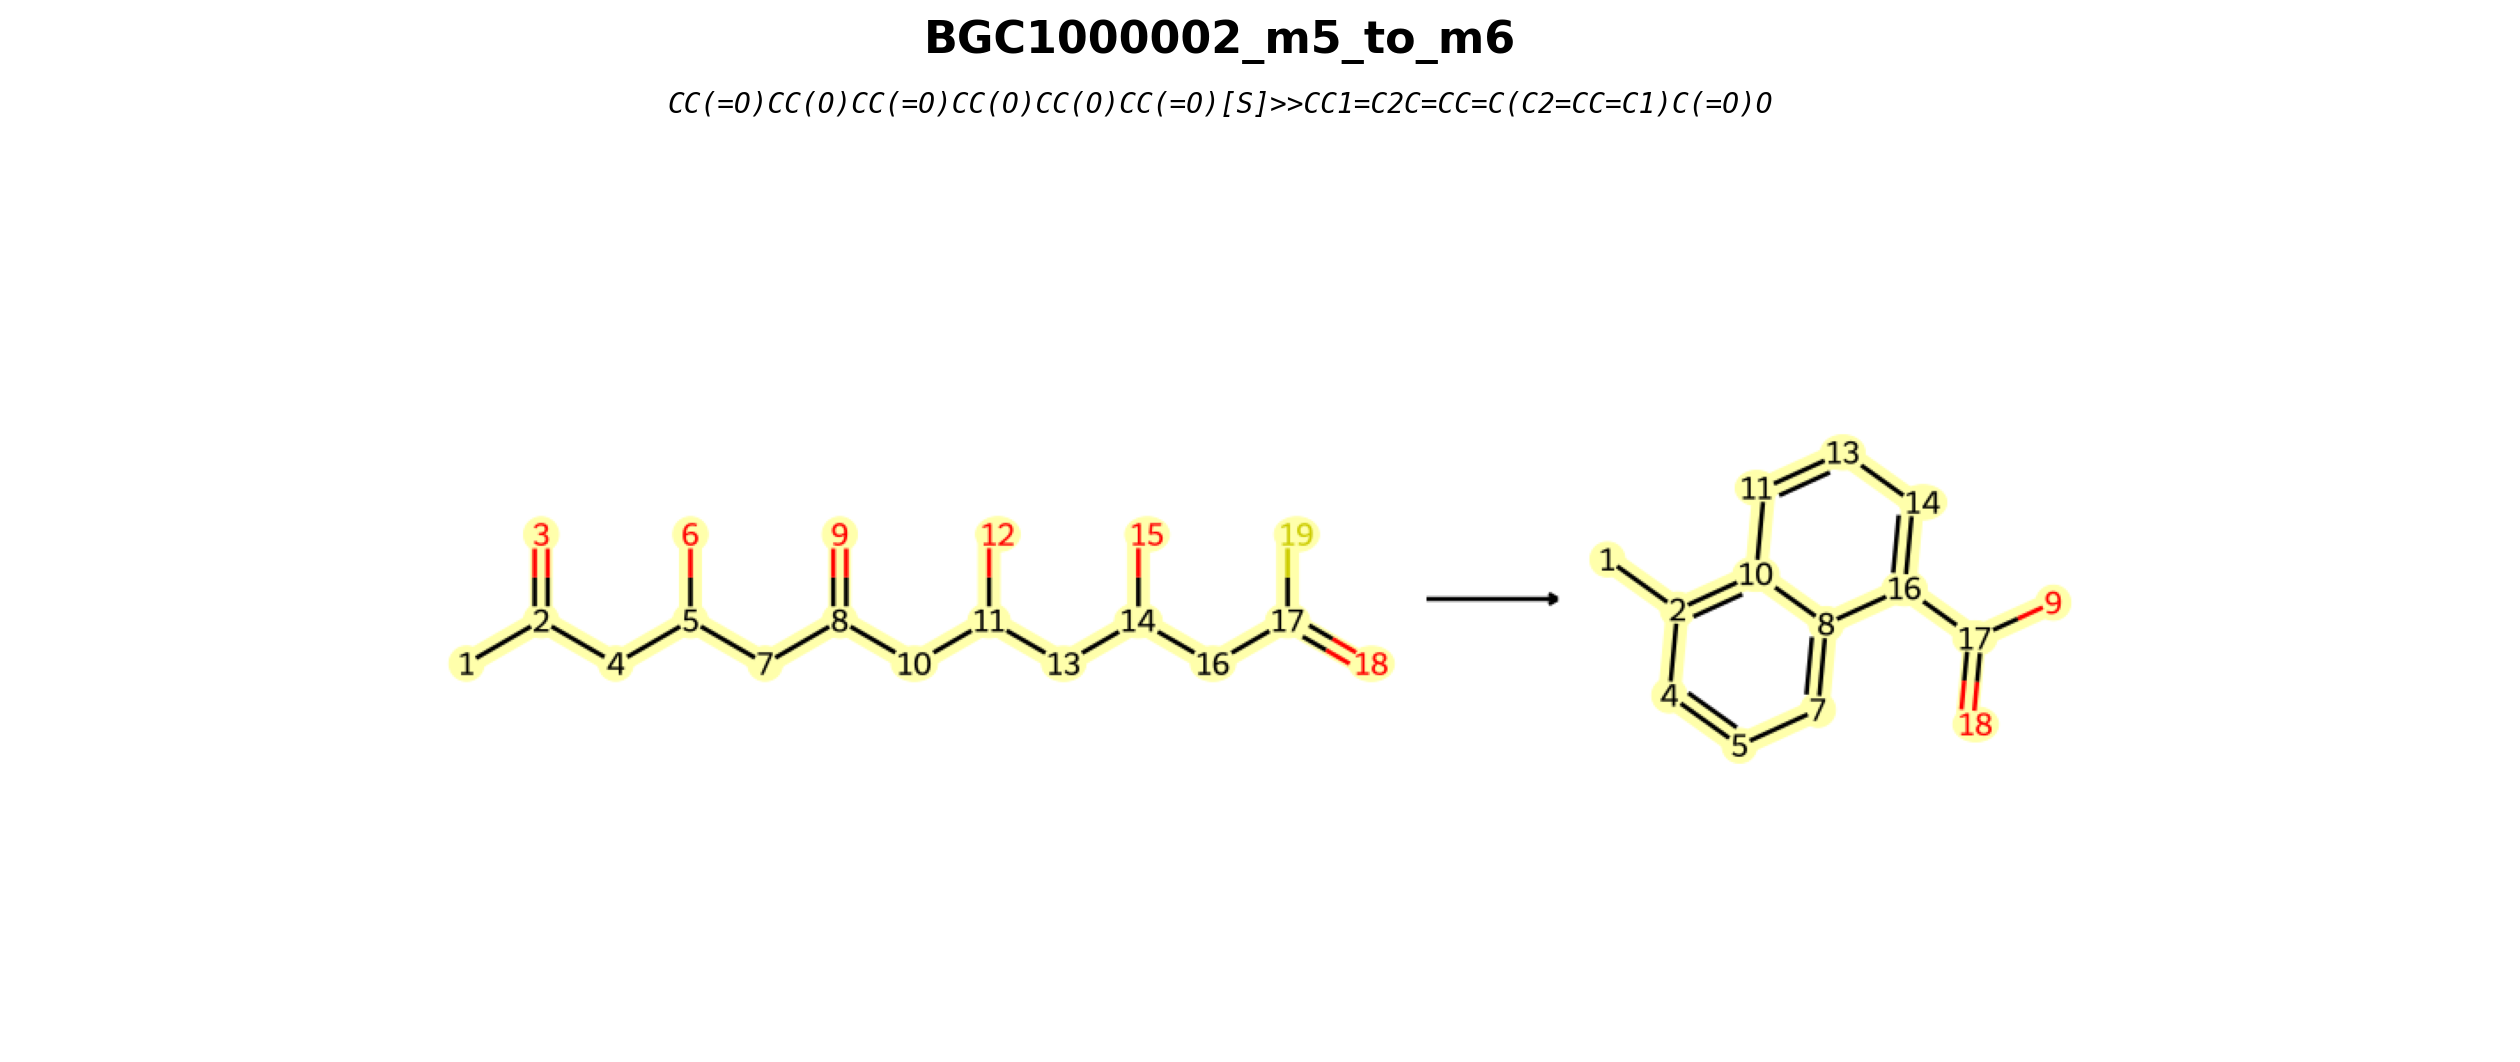 BGC1000002_m5_to_m6
CC(=O)CC(O)CC(=O)CC(O)CC(O)CC(=O)[S]>>CC1=C2C=CC=C(C2=CC=C1)C(=O)O
3 6 9 12 15 19
2 5 8 11 14 17
1 4 7 10 13 16 18
13
11 14
1 10 16 9
2 8 17
4 7 18
5